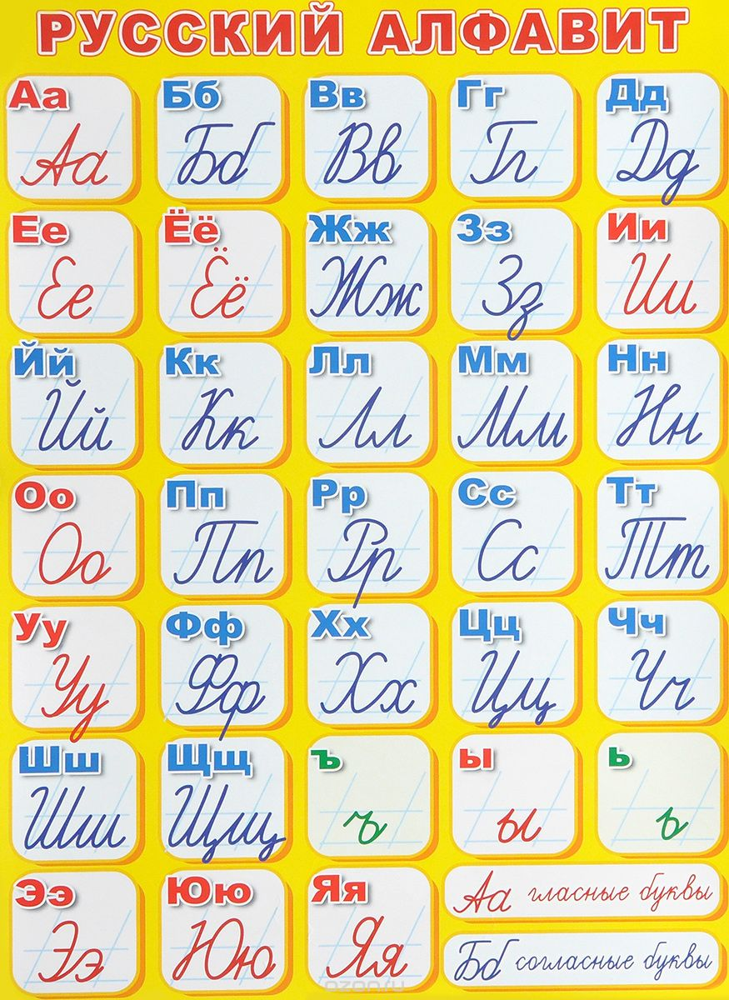 РУССКИЙ АЛФАВИТ
Аа Бб Вв Гг Дд
Аа Бб Вв Гг Дд
Ее Ёё Жж Зз Ии
Ее Ёё Жж Зз Ии
Йй Кк Лл Мм Нн
Йй Кк Лл Мм Нн
Оо Пп Рр Сс Тт
Оо Пп Рр Сс Тт
Уу Фф Хх Цц Чч
Уу Фф Хх Цц Чч
Шш Щщ ъ ы ь
Шш Щщ ъ ы ь
Ээ Юю Яя
Ээ Юю Яя
Аа гласные буквы
Бб согласные буквы
ozon.ru